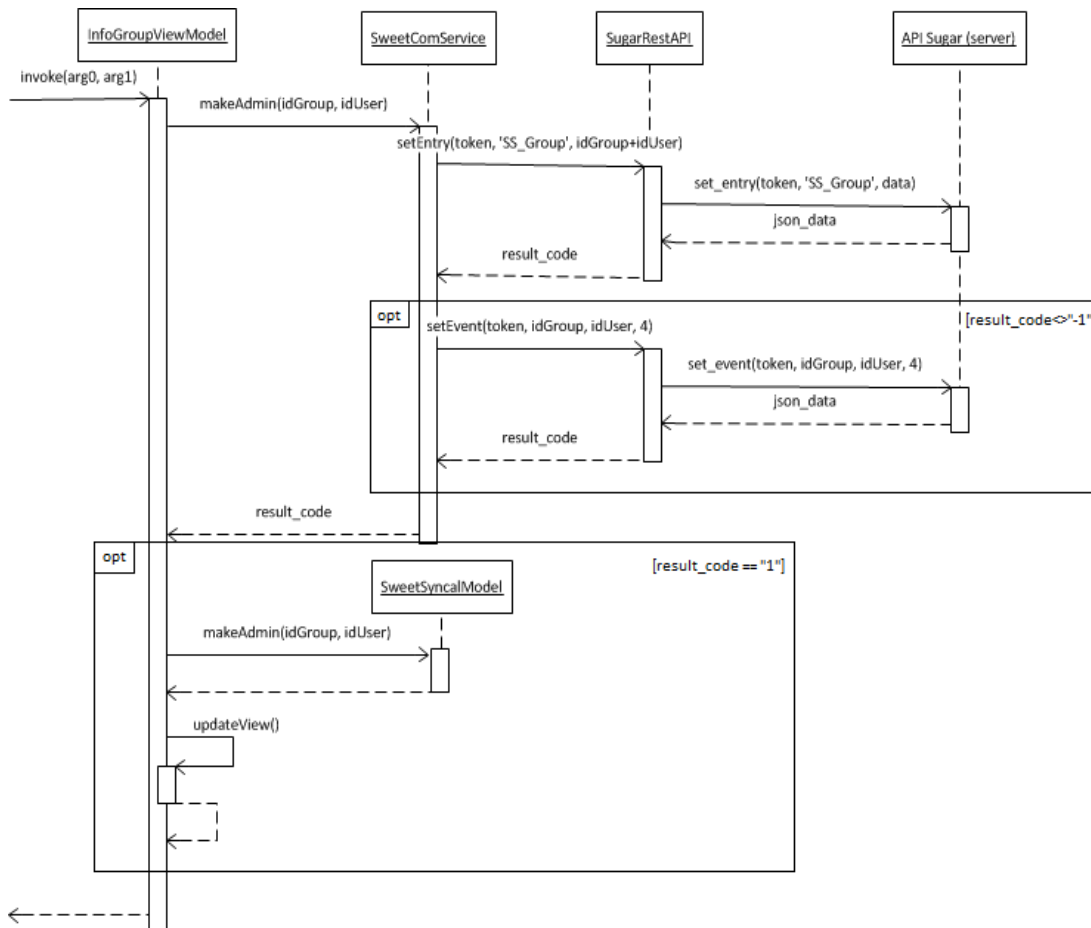 InfoGroupViewModel
SweetComService
SugarRestAPI
API Sugar (server)
invoke(arg0, arg1)
makeAdmin(idGroup, idUser)
setEntry(token, 'SS_Group', idGroup+idUser)
set_entry(token, 'SS_Group', data)
json_data
result_code
opt
[result_code<>"-1"
setEvent(token, idGroup, idUser, 4)
set_event(token, idGroup, idUser, 4)
json_data
result_code
result_code
opt
[result_code == "1"]
SweetSyncalModel
makeAdmin(idGroup, idUser)
updateView()